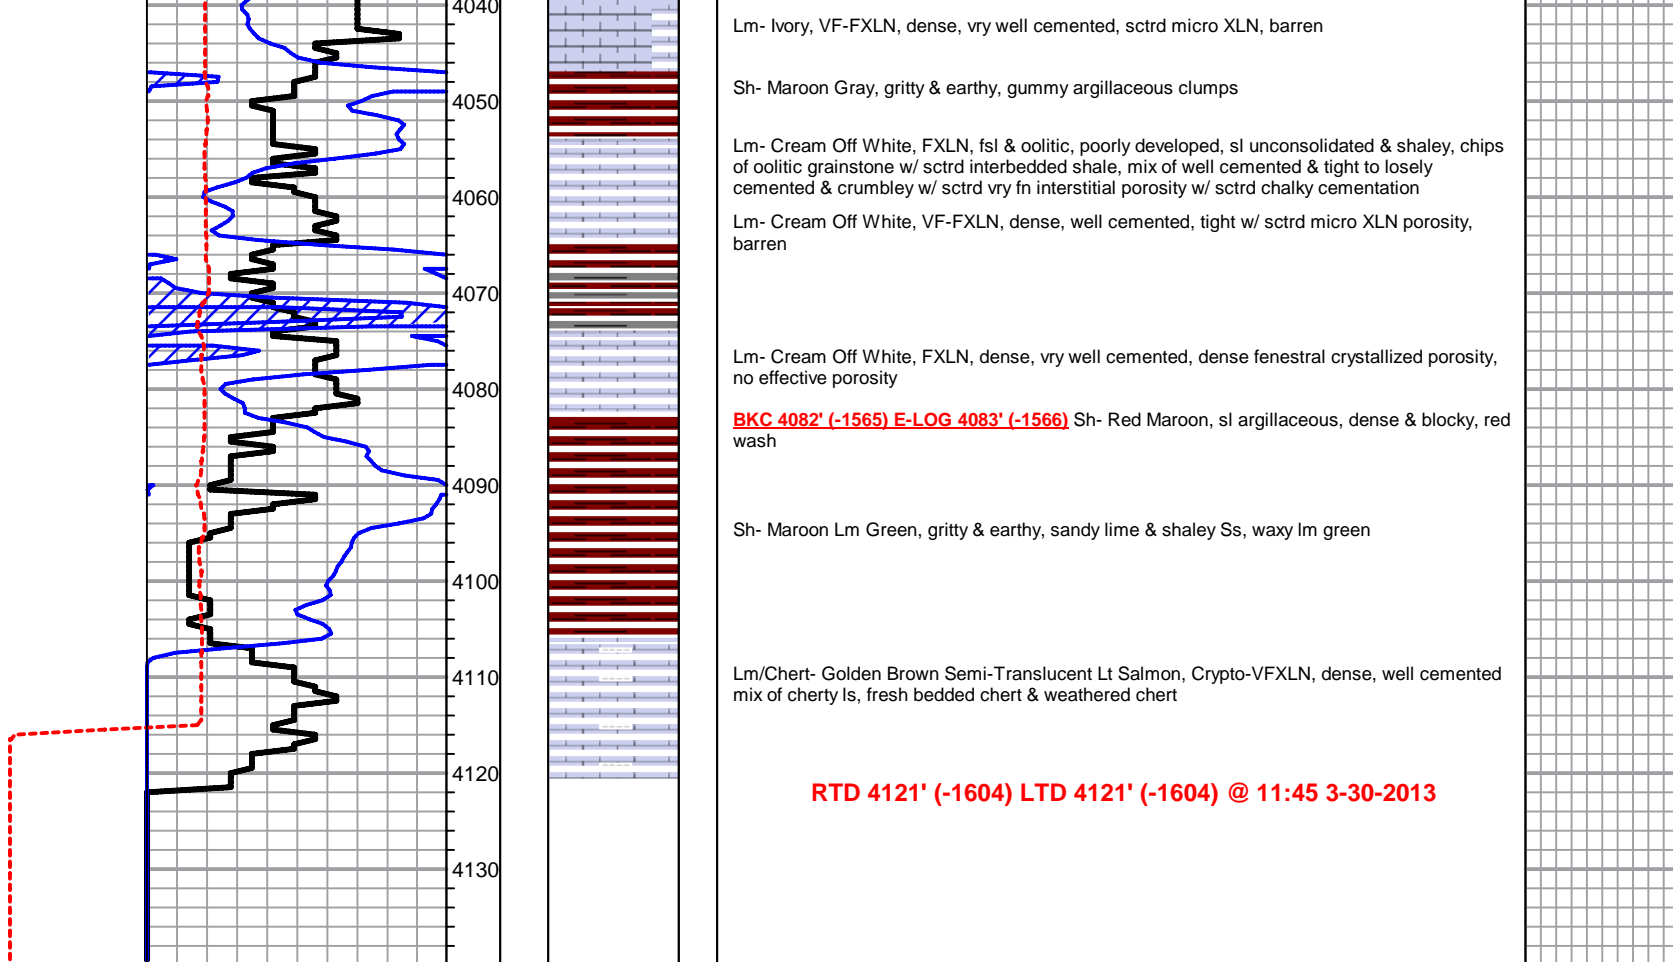 4040
Lm- Ivory, VF-FXLN, dense, vry well cemented, sctrd micro XLN, barren
Sh- Maroon Gray, gritty & earthy, gummy argillaceous clumps
4050
Lm- Cream Off White, FXLN, fsl & oolitic, poorly developed, sl unconsolidated & shaley, chips
of oolitic grainstone w/ sctrd interbedded shale, mix of well cemented & tight to losely
cemented & crumbley w/ sctrd vry fn interstitial porosity w/ sctrd chalky cementation
4060
Lm- Cream Off White, VF-FXLN, dense, well cemented, tight w/ sctrd micro XLN porosity,
barren
4070
Lm- Cream Off White, FXLN, dense, vry well cemented, dense fenestral crystallized porosity,
no effective porosity
4080
BKC 4082' (-1565) E-LOG 4083' (-1566) Sh- Red Maroon, sl argillaceous, dense & blocky, red
wash
4090
Sh- Maroon Lm Green, gritty & earthy, sandy lime & shaley Ss, waxy lm green
4100
4110
Lm/Chert- Golden Brown Semi-Translucent Lt Salmon, Crypto-VFXLN, dense, well cemented
mix of cherty ls, fresh bedded chert & weathered chert
4120
RTD 4121' (-1604) LTD 4121' (-1604) @ 11:45 3-30-2013
4130